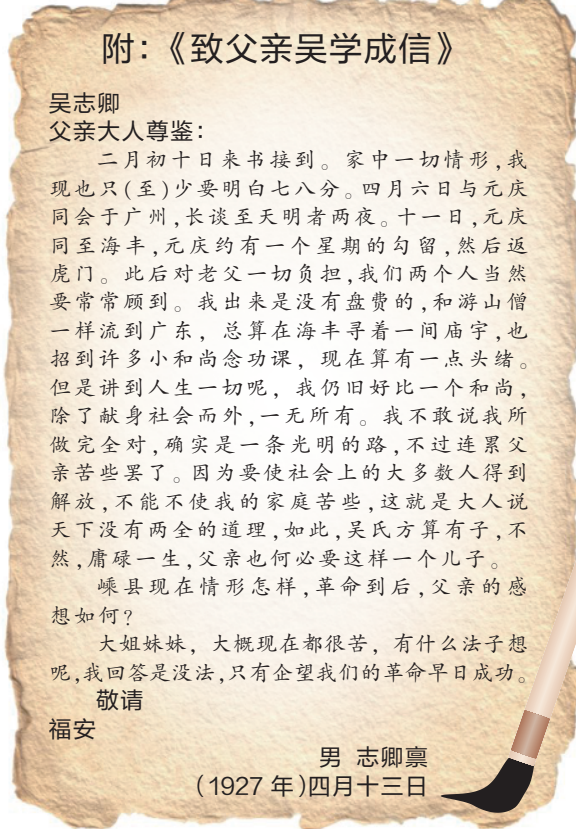 附：《致父亲吴学成信》
吴志卿
父亲大人尊鉴：
二月初十日来书接到。家中一切情形，我
现也只(至)少要明白七八分。四月六日与元庆
同会于广州，长谈至天明者两夜。十一日，元庆
同至海丰，元庆约有一个星期的勾留，然后返
虎门。此后对老父一切负担，我们两个人当然
要常常顾到。我出来是没有盘费的，和游山僧
一样流到广东，总算在海丰寻着一间庙宇，也
招到许多小和尚念功课，现在算有一点头绪。
但是讲到人生一切呢，我仍旧好比一个和尚，
除了献身社会而外，一无所有。我不敢说我所
做完全对，确实是一条光明的路，不过连累父
亲苦些罢了。因为要使社会上的大多数人得到
解放，不能不使我的家庭苦些，这就是大人说
天下没有两全的道理，如此，吴氏方算有子，不
然，庸碌一生，父亲也何必要这样一个儿子。
嵊县现在情形怎样，革命到后，父亲的感
想如何？
大姐妹妹，大概现在都很苦，有什么法子想
呢，我回答是没法，只有企望我们的革命早日成功。
敬请
福安
男 志卿禀
（1927 年）四月十三日